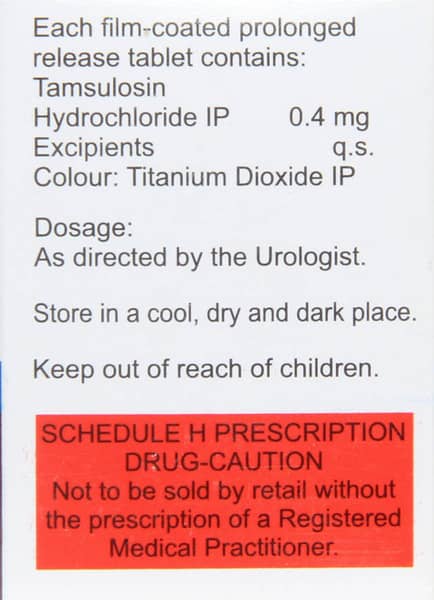 Each film-coated prolonged
release tablet contains:
Tamsulosin
Hydrochloride IP 0.4 mg
Excipients q.s.
Colour: Titanium Dioxide IP
Dosage:
As directed by the Urologist.
Store in a cool, dry and dark place.
Keep out of reach of children.
SCHEDULE H PRESCRIPTION
DRUG-CAUTION
Not to be sold by retail without
the prescription of a Registered
Medical Practitioner.